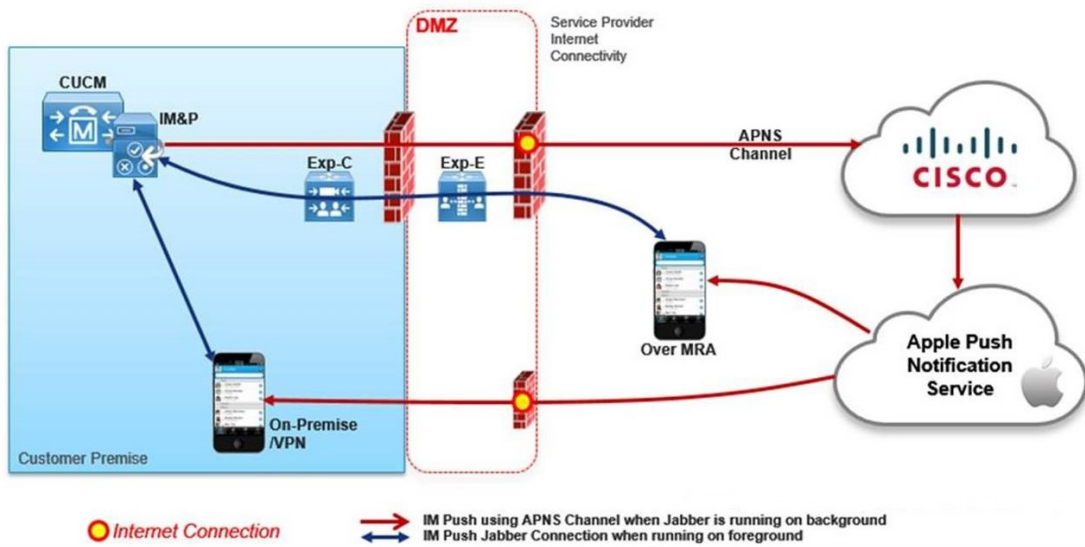 DMZ
Service Provider
Internet
Connectivity
CUCM
IM&P
M
Exp-C
Exp-E
APNS
Channel
CISCO
Over MRA
Apple Push
Notification
Service
On-Premise
/VPN
Customer Premise
Internet Connection
IM Push using APNS Channel when Jabber is running on background
IM Push Jabber Connection when running on foreground